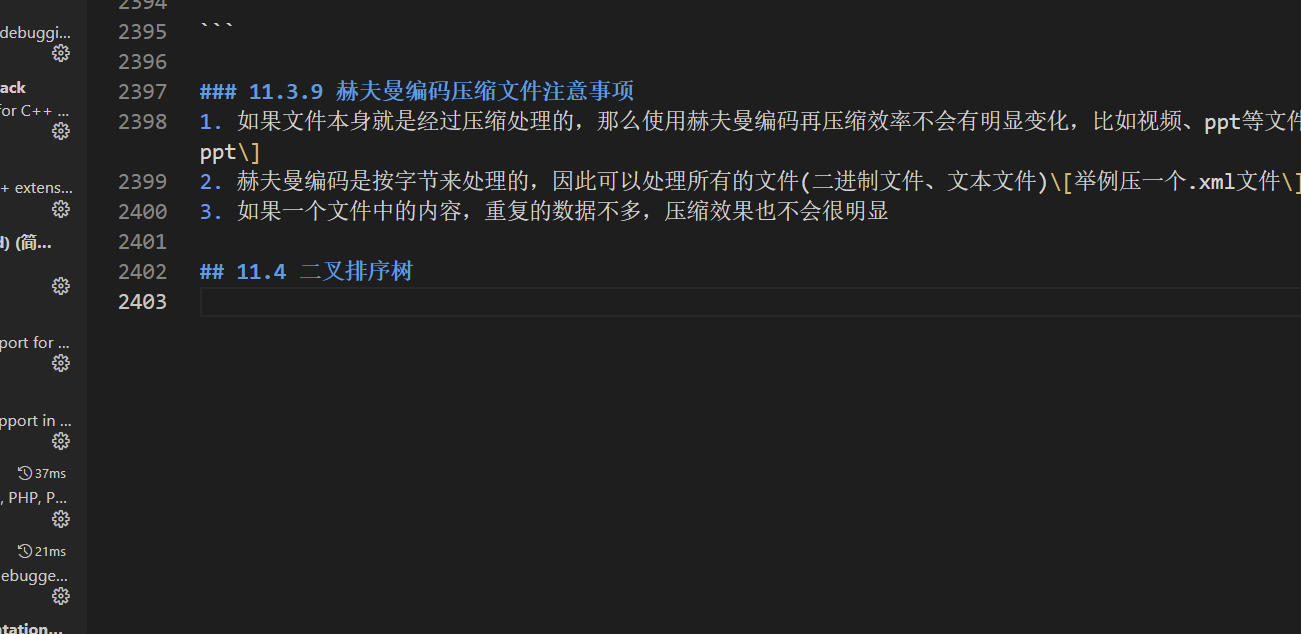 debuggi...
ack
for C++ ...
+ extens...
d) (简...
port for ...
pport in ...
37ms
, PHP, P...
21ms
ebugge...
ntation...
2394
2395 ```
2396
2397 ### 11.3.9 赫夫曼编码压缩文件注意事项
2398 1. 如果文件本身就是经过压缩处理的，那么使用赫夫曼编码再压缩效率不会有明显变化，比如视频、ppt等文件
ppt\]
2399 2. 赫夫曼编码是按字节来处理的，因此可以处理所有的文件(二进制文件、文本文件)\[举例压一个.xml文件\]
2400 3. 如果一个文件中的内容，重复的数据不多，压缩效果也不会很明显
2401
2402 ## 11.4 二叉排序树
2403